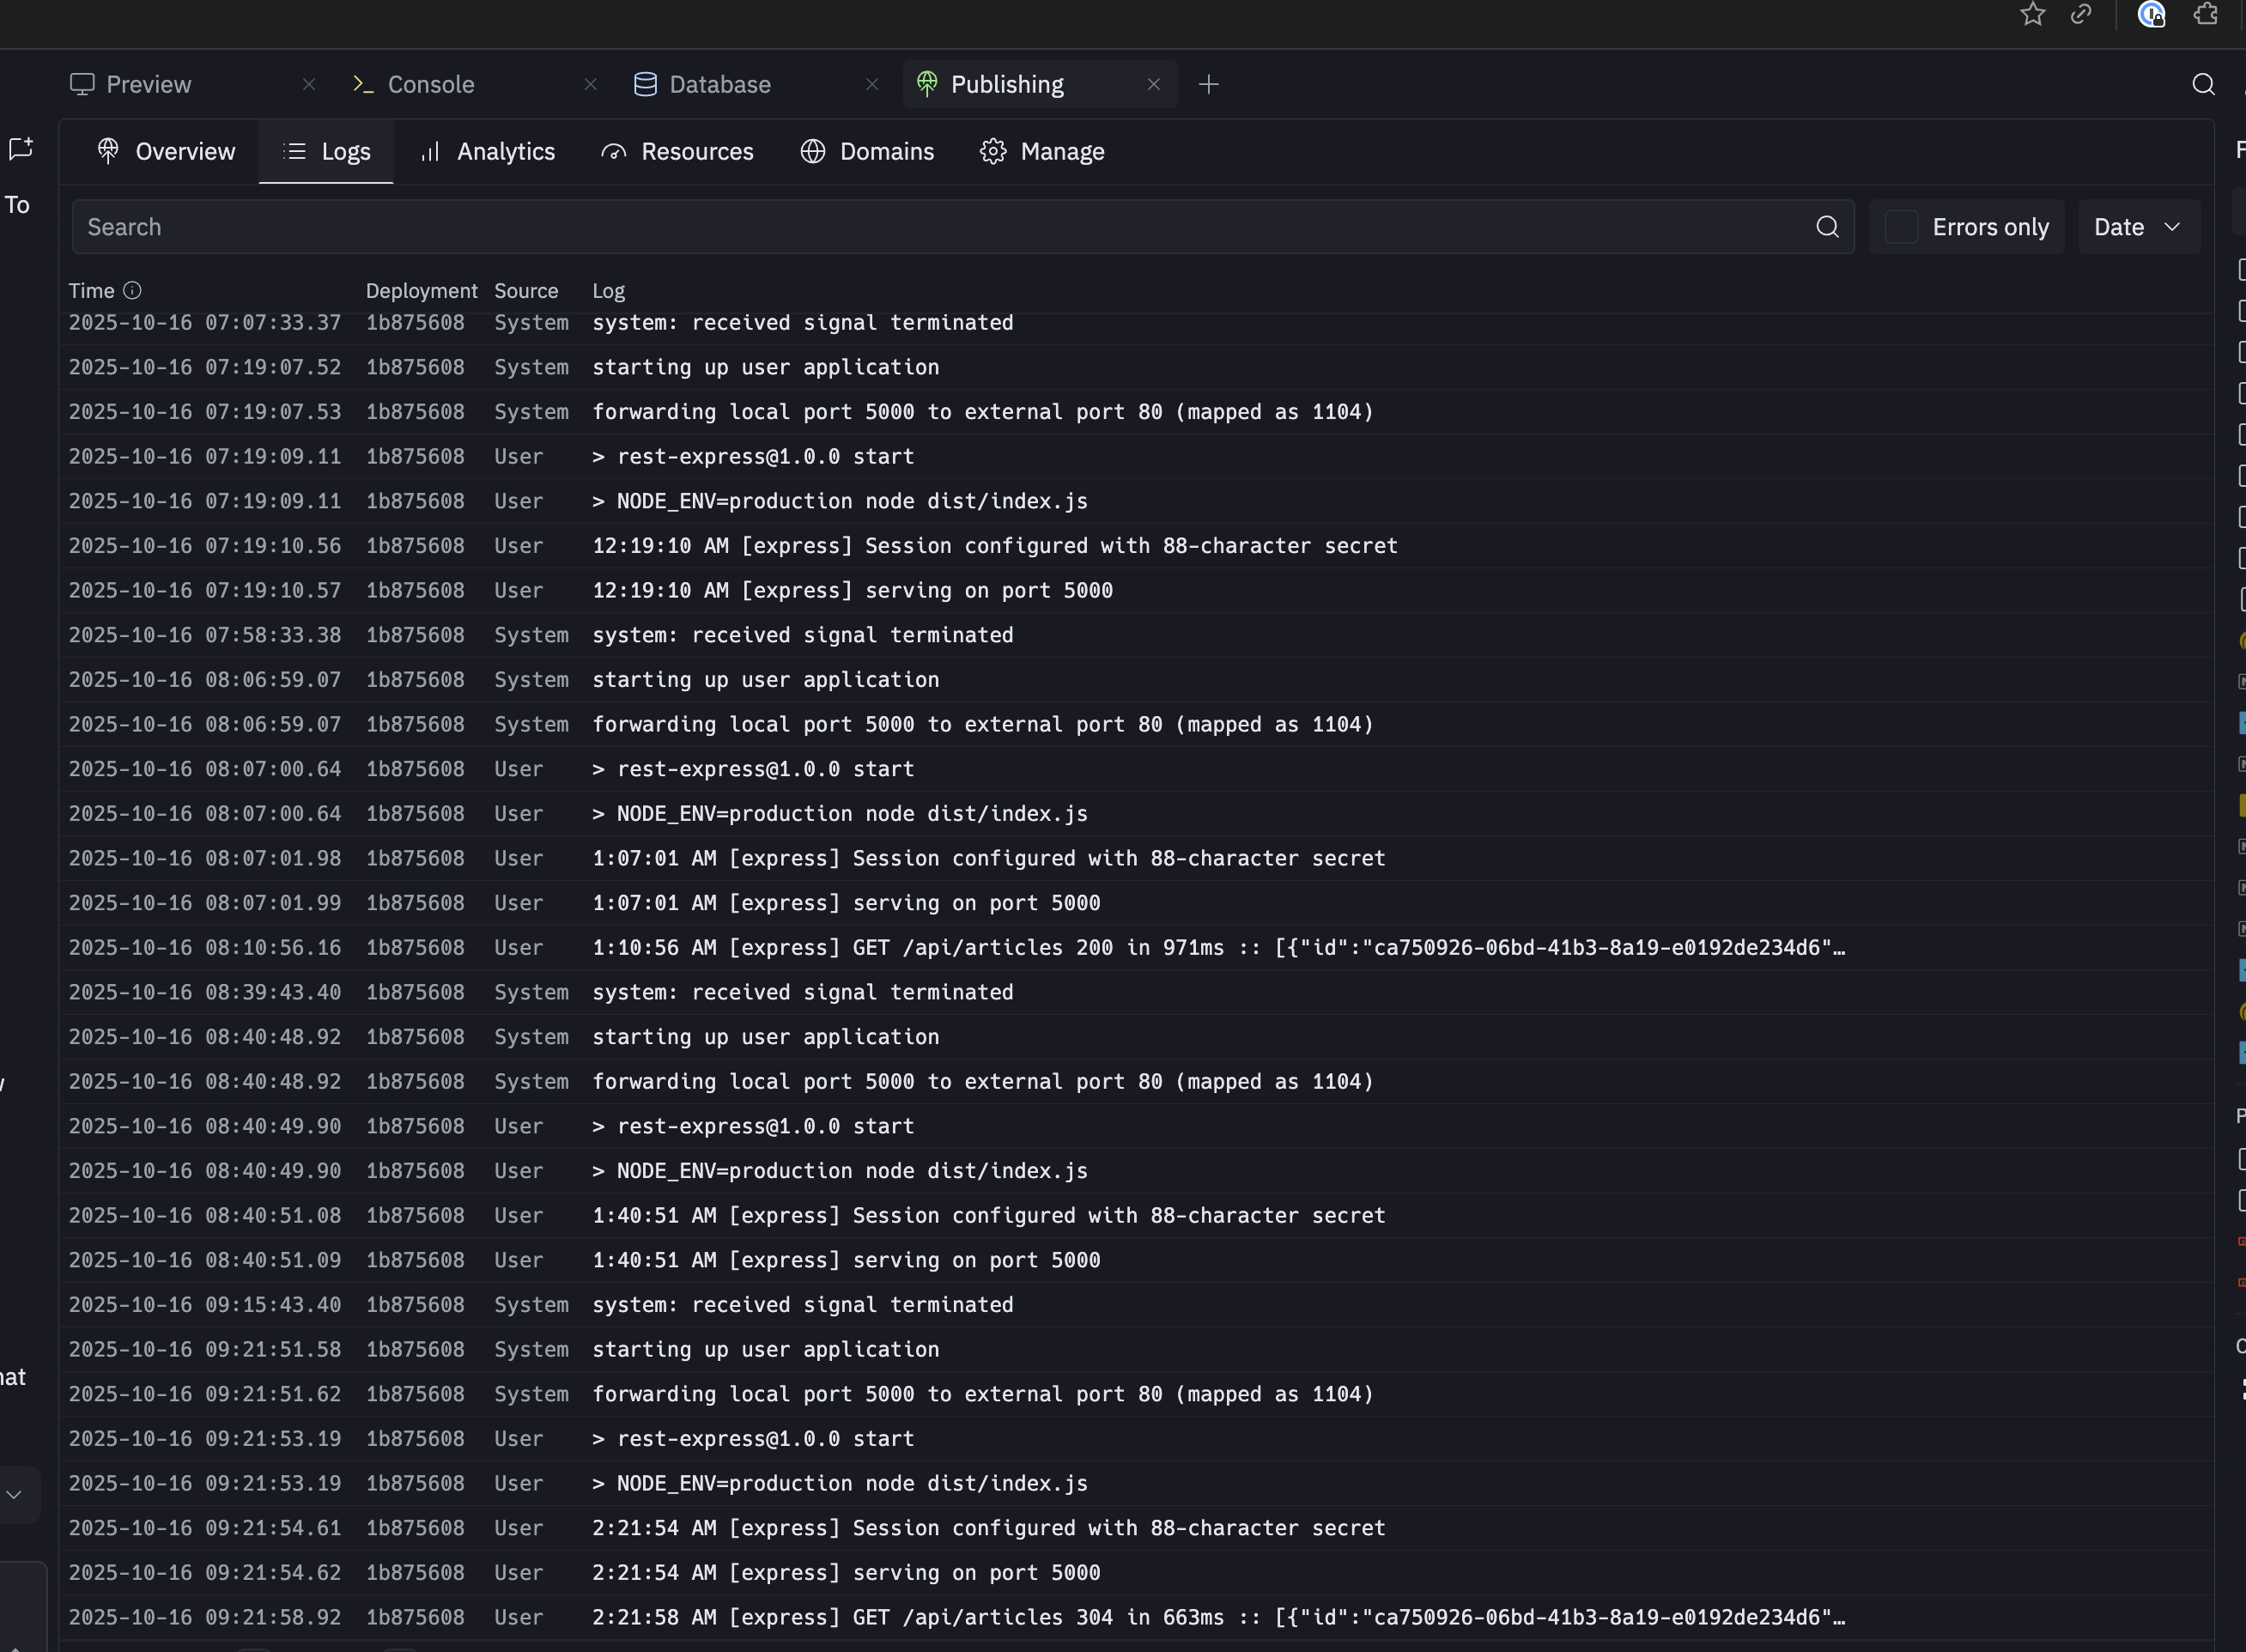 Preview Console Database Publishing
Overview Logs Analytics Resources Domains Manage
To
Search Errors only Date
Time Deployment Source Log
2025-10-16 07:07:33.37 1b875608 System system: received signal terminated
2025-10-16 07:19:07.52 1b875608 System starting up user application
2025-10-16 07:19:07.53 1b875608 System forwarding local port 5000 to external port 80 (mapped as 1104)
2025-10-16 07:19:09.11 1b875608 User > rest-express@1.0.0 start
2025-10-16 07:19:09.11 1b875608 User > NODE_ENV=production node dist/index.js
2025-10-16 07:19:10.56 1b875608 User 12:19:10 AM [express] Session configured with 88-character secret
2025-10-16 07:19:10.57 1b875608 User 12:19:10 AM [express] serving on port 5000
2025-10-16 07:58:33.38 1b875608 System system: received signal terminated
2025-10-16 08:06:59.07 1b875608 System starting up user application
2025-10-16 08:06:59.07 1b875608 System forwarding local port 5000 to external port 80 (mapped as 1104)
2025-10-16 08:07:00.64 1b875608 User > rest-express@1.0.0 start
2025-10-16 08:07:00.64 1b875608 User > NODE_ENV=production node dist/index.js
2025-10-16 08:07:01.98 1b875608 User 1:07:01 AM [express] Session configured with 88-character secret
2025-10-16 08:07:01.99 1b875608 User 1:07:01 AM [express] serving on port 5000
2025-10-16 08:10:56.16 1b875608 User 1:10:56 AM [express] GET /api/articles 200 in 971ms :: [{"id":"ca750926-06bd-41b3-8a19-e0192de234d6"…
2025-10-16 08:39:43.40 1b875608 System system: received signal terminated
2025-10-16 08:40:48.92 1b875608 System starting up user application
2025-10-16 08:40:48.92 1b875608 System forwarding local port 5000 to external port 80 (mapped as 1104)
2025-10-16 08:40:49.90 1b875608 User > rest-express@1.0.0 start
2025-10-16 08:40:49.90 1b875608 User > NODE_ENV=production node dist/index.js
2025-10-16 08:40:51.08 1b875608 User 1:40:51 AM [express] Session configured with 88-character secret
2025-10-16 08:40:51.09 1b875608 User 1:40:51 AM [express] serving on port 5000
2025-10-16 09:15:43.40 1b875608 System system: received signal terminated
2025-10-16 09:21:51.58 1b875608 System starting up user application
2025-10-16 09:21:51.62 1b875608 System forwarding local port 5000 to external port 80 (mapped as 1104)
2025-10-16 09:21:53.19 1b875608 User > rest-express@1.0.0 start
2025-10-16 09:21:53.19 1b875608 User > NODE_ENV=production node dist/index.js
2025-10-16 09:21:54.61 1b875608 User 2:21:54 AM [express] Session configured with 88-character secret
2025-10-16 09:21:54.62 1b875608 User 2:21:54 AM [express] serving on port 5000
2025-10-16 09:21:58.92 1b875608 User 2:21:58 AM [express] GET /api/articles 304 in 663ms :: [{"id":"ca750926-06bd-41b3-8a19-e0192de234d6"…